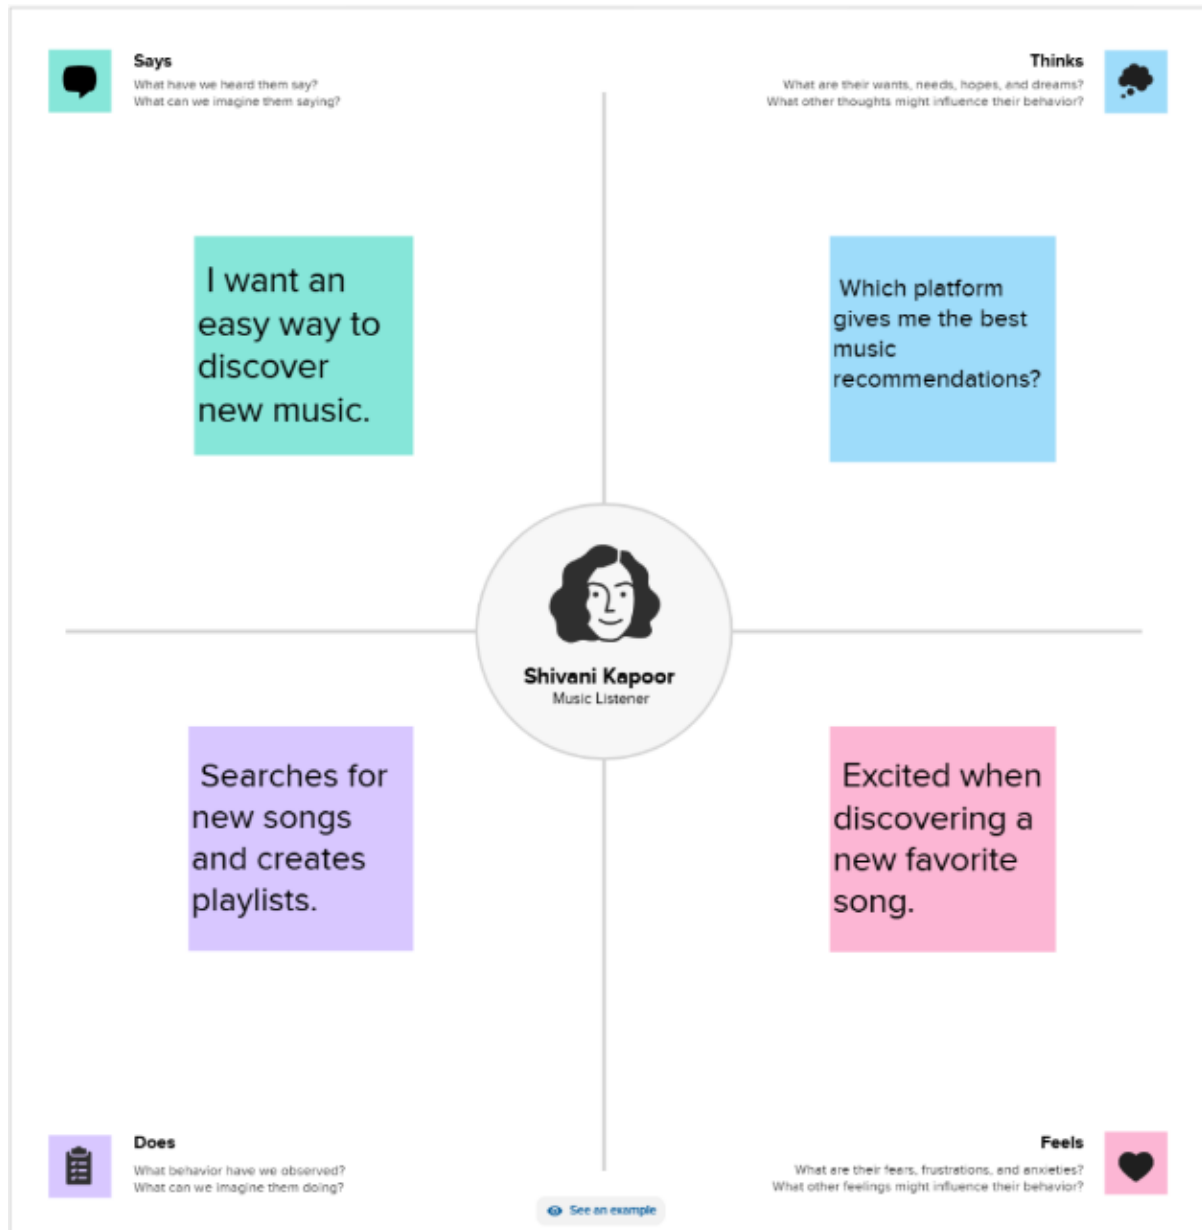 Says
What have we heard them say?
What can we imagine them saying?
Thinks
What are their wants, needs, hopes, and dreams?
What other thoughts might influence their behavior?
I want an
easy way to
discover
new music.
Which platform
gives me the best
music
recommendations?
Shivani Kapoor
Music Listener
Searches for
new songs
and creates
playlists.
Excited when
discovering a
new favorite
song.
Does
What behavior have we observed?
What can we imagine them doing?
Feels
What are their fears, frustrations, and anxieties?
What other feelings might influence their behavior?
See an example